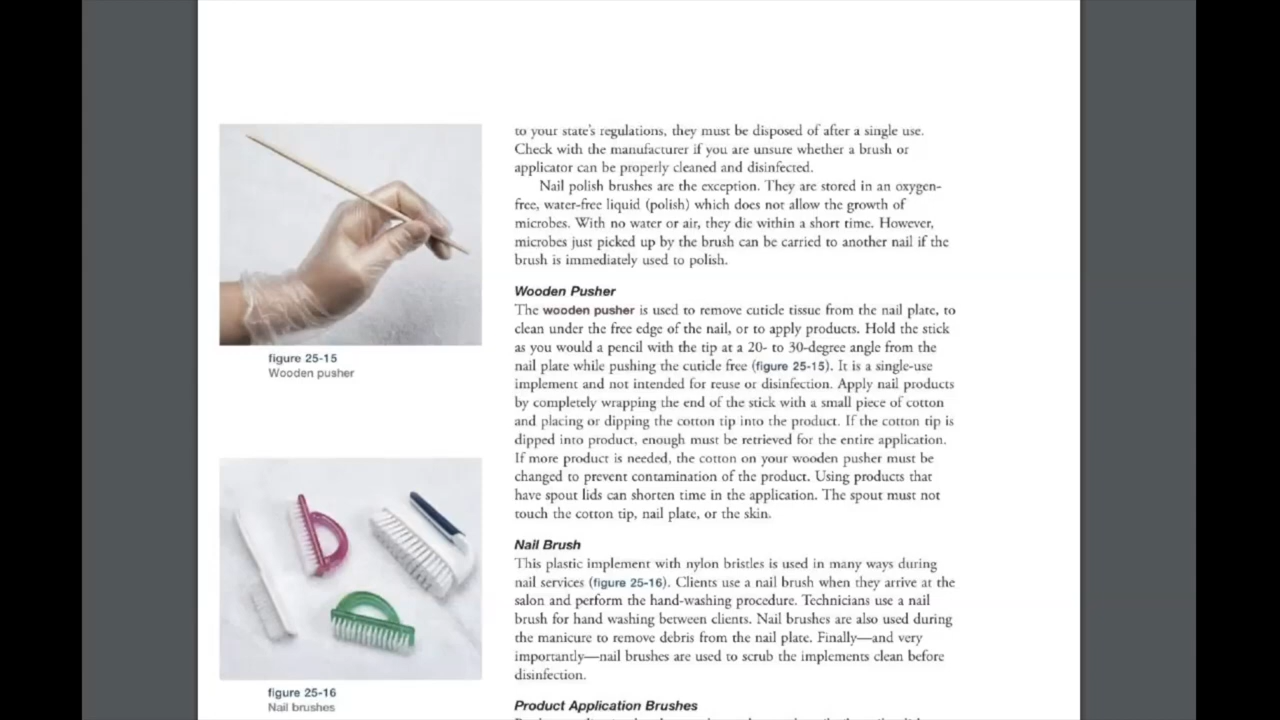 to your state's regulations, they must be disposed of after a single use.
Check with the manufacturer if you are unsure whether a brush or
applicator can be properly cleaned and disinfected.
Nail polish brushes are the exception. They are stored in an oxygen-
free, water-free liquid (polish) which does not allow the growth of
microbes. With no water or air, they die within a short time. However,
microbes just picked up by the brush can be carried to another nail if the
brush is immediately used to polish.
figure 25-15
Wooden pusher
Wooden Pusher
The wooden pusher is used to remove cuticle tissue from the nail plate, to
clean under the free edge of the nail, or to apply products. Hold the stick
as you would a pencil with the tip at a 20- to 30-degree angle from the
nail plate while pushing the cuticle free (figure 25-15). It is a single-use
implement and not intended for reuse or disinfection. Apply nail products
by completely wrapping the end of the stick with a small piece of cotton
and placing or dipping the cotton tip into the product. If the cotton tip is
dipped into product, enough must be retrieved for the entire application.
If more product is needed, the cotton on your wooden pusher must be
changed to prevent contamination of the product. Using products that
have spout lids can shorten time in the application. The spout must not
touch the cotton tip, nail plate, or the skin.
Nail Brush
This plastic implement with nylon bristles is used in many ways during
nail services (figure 25-16). Clients use a nail brush when they arrive at the
salon and perform the hand-washing procedure. Technicians use a nail
brush for hand washing between clients. Nail brushes are also used during
the manicure to remove debris from the nail plate. Finally—and very
importantly—nail brushes are used to scrub the implements clean before
disinfection.
figure 25-16
Nail brushes
Product Application Brushes